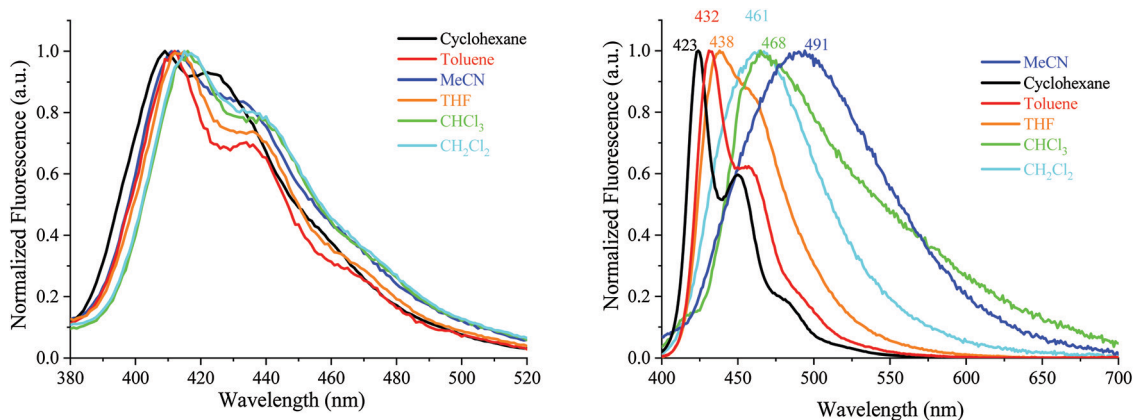 1.0
0.8
0.6
0.4
0.2
0.0
Normalized Fluorescence (a.u.)
380 400 420 440 460 480 500 520
Wavelength (nm)
Cyclohexane
Toluene
MeCN
THF
CHCl₃
CH₂Cl₂
432 461
423 438 468 491
1.0
0.8
0.6
0.4
0.2
0.0
Normalized Fluorescence (a.u.)
400 450 500 550 600 650 700
Wavelength (nm)
MeCN
Cyclohexane
Toluene
THF
CHCl₃
CH₂Cl₂